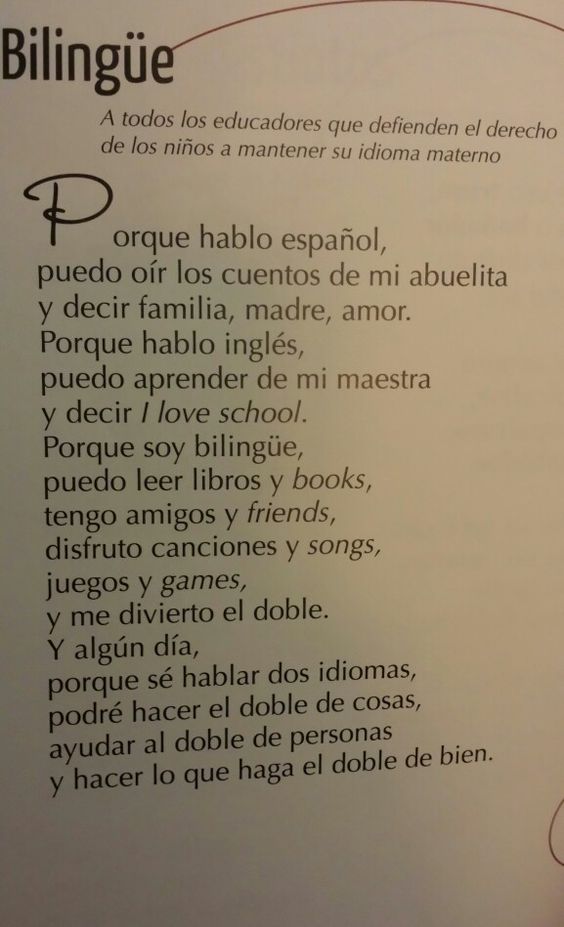 Bilingüe
A todos los educadores que defienden el derecho
de los niños a mantener su idioma materno
Porque hablo español,
puedo oír los cuentos de mi abuelita
y decir familia, madre, amor.
Porque hablo inglés,
puedo aprender de mi maestra
y decir I love school.
Porque soy bilingüe,
puedo leer libros y books,
tengo amigos y friends,
disfruto canciones y songs,
juegos y games,
y me divierto el doble.
Y algún día,
porque sé hablar dos idiomas,
podré hacer el doble de cosas,
ayudar al doble de personas
y hacer lo que haga el doble de bien.